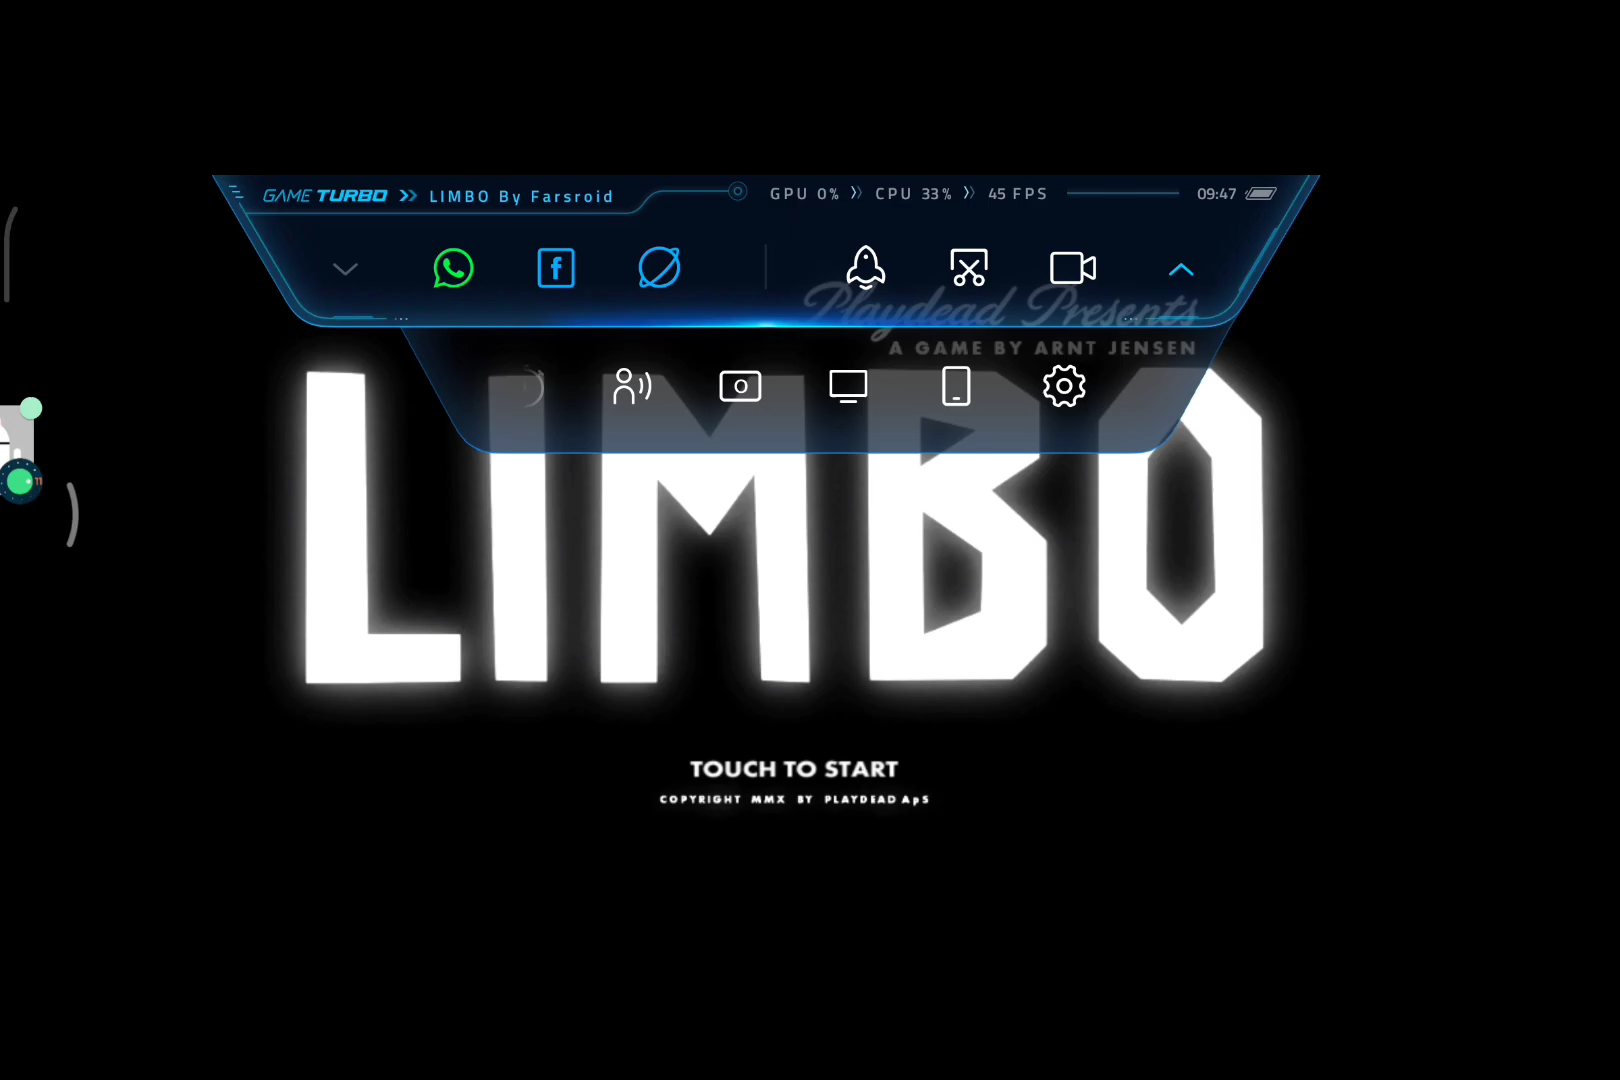 GAME TURBO LIMBO By Farsroid
GPU 0% CPU 33% 45 FPS
09:47
Playdead Presents
A GAME BY ARNT JENSEN
LIMBO
TOUCH TO START
COPYRIGHT MMX BY PLAYDEAD ApS